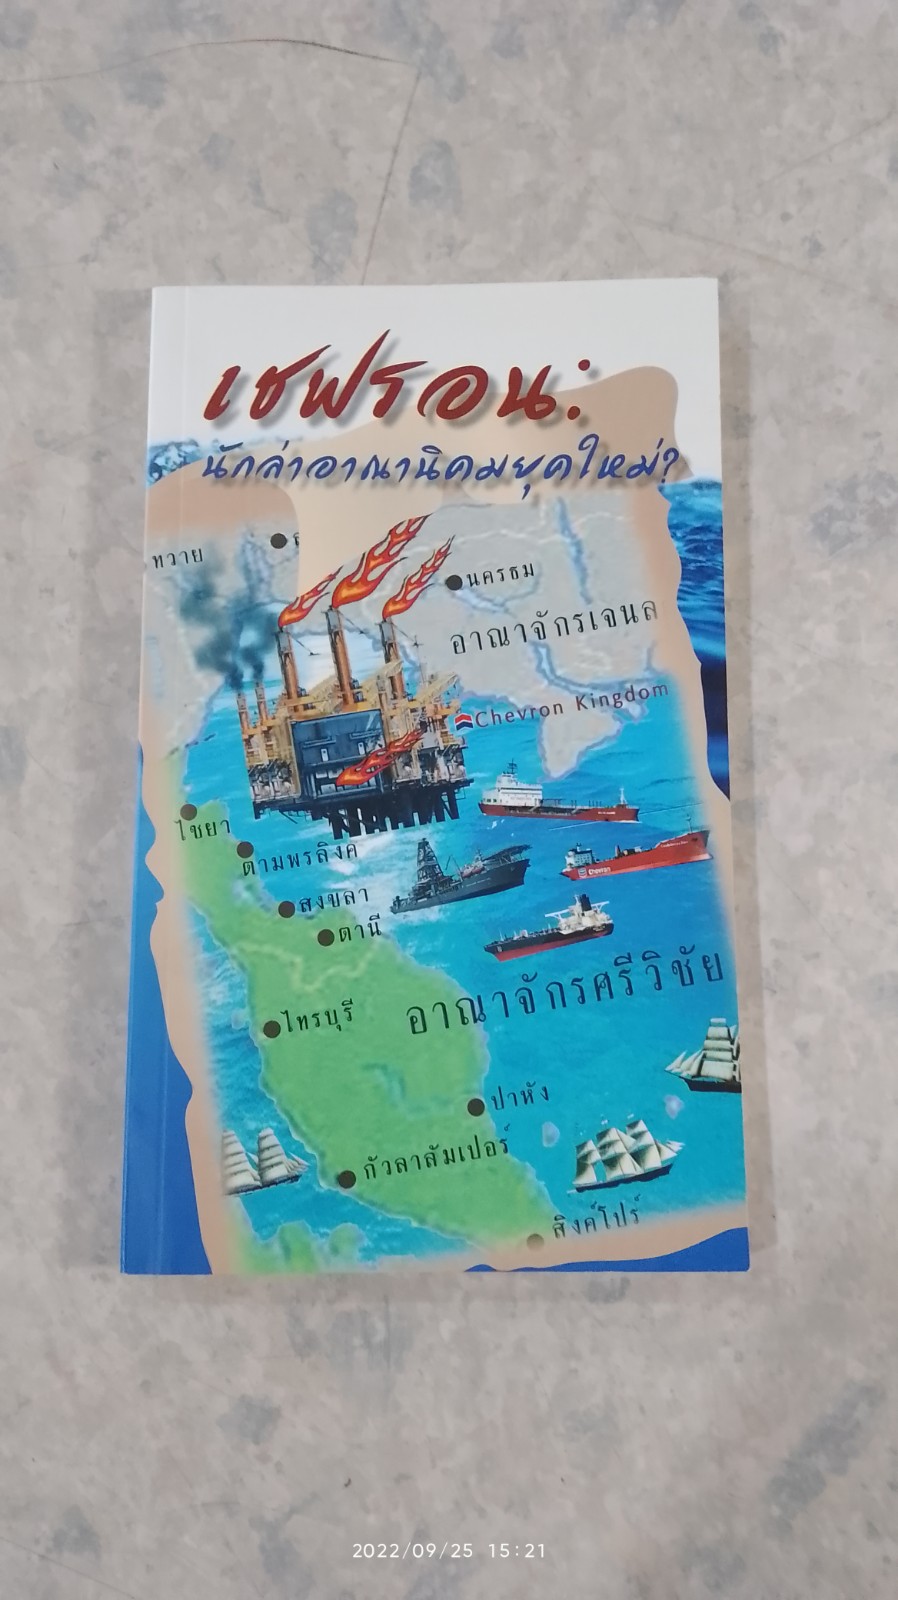 เชฟรอน:
นักล่าอาณานิคมยุคใหม่?
ทวาย
นครธม
อาณาจักรเจนล
Chevron Kingdom
ไชยา
ตามพรลิงค
สงขลา
ตานี
Chevron
อาณาจักรศรีวิชัย
ไทรบุรี
ปาหัง
กัวลาลัมเปอร์
สิงค์โปร์
2022/09/25 15:21